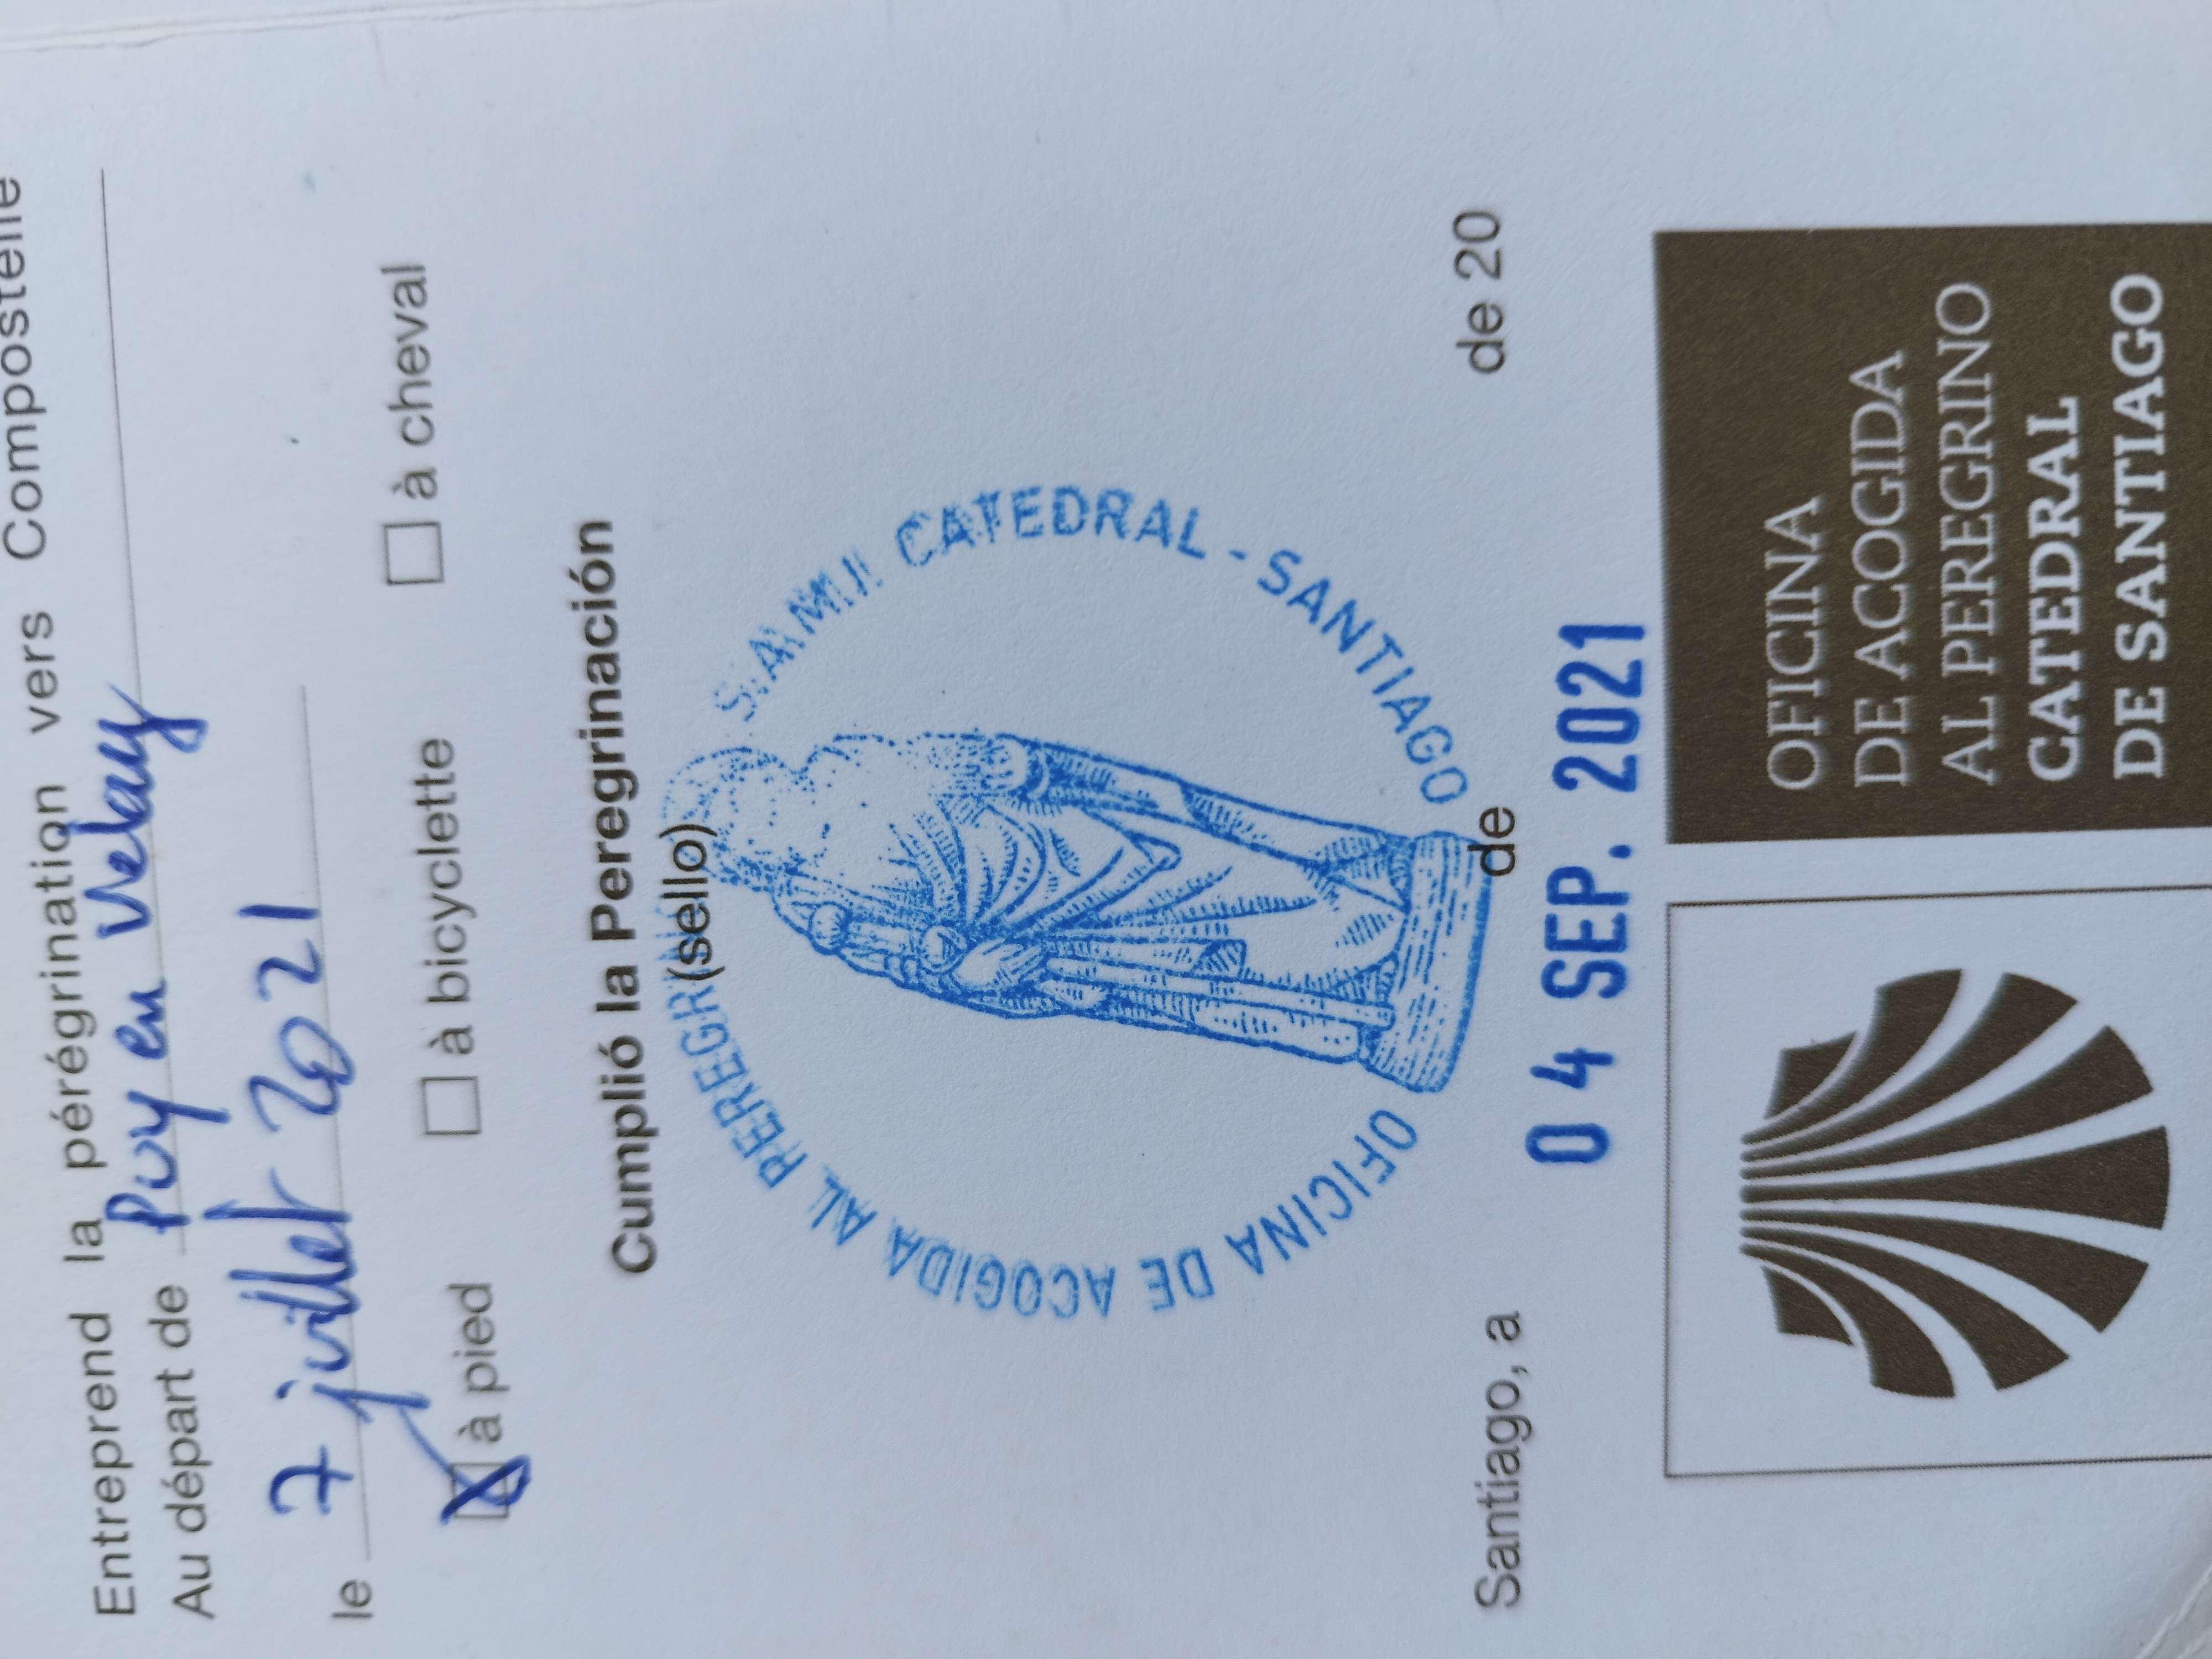 Entreprend la pérégrination vers Compostelle
Au départ de Puy en Velay
le 7 juillet 2021
à pied à bicyclette à cheval
Cumplió la Peregrinación
(sello)
OFICINA DE ACOGIDA AL
S.A.M.I. CATEDRAL - SANTIAGO
Santiago, a de de 20
0 4 SEP. 2021
OFICINA
DE ACOGIDA
AL PEREGRINO
CATEDRAL
DE SANTIAGO